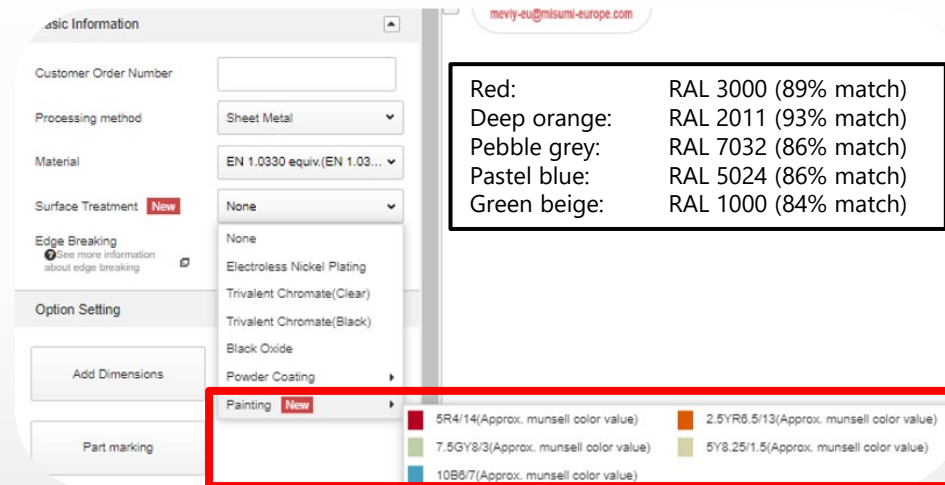 Basic Information
meviy-eu@misumi-europe.com
Customer Order Number
Processing method
Sheet Metal
Material
EN 1.0330 equiv.(EN 1.03...
Surface Treatment New
None
Edge Breaking
?See more information
about edge breaking
None
Electroless Nickel Plating
Trivalent Chromate(Clear)
Trivalent Chromate(Black)
Black Oxide
Powder Coating
Painting New
Option Setting
Add Dimensions
Part marking
Red: RAL 3000 (89% match)
Deep orange: RAL 2011 (93% match)
Pebble grey: RAL 7032 (86% match)
Pastel blue: RAL 5024 (86% match)
Green beige: RAL 1000 (84% match)
5R4/14(Approx. munsell color value)
2.5YR6.5/13(Approx. munsell color value)
7.5GY8/3(Approx. munsell color value)
5Y8.25/1.5(Approx. munsell color value)
10B6/7(Approx. munsell color value)